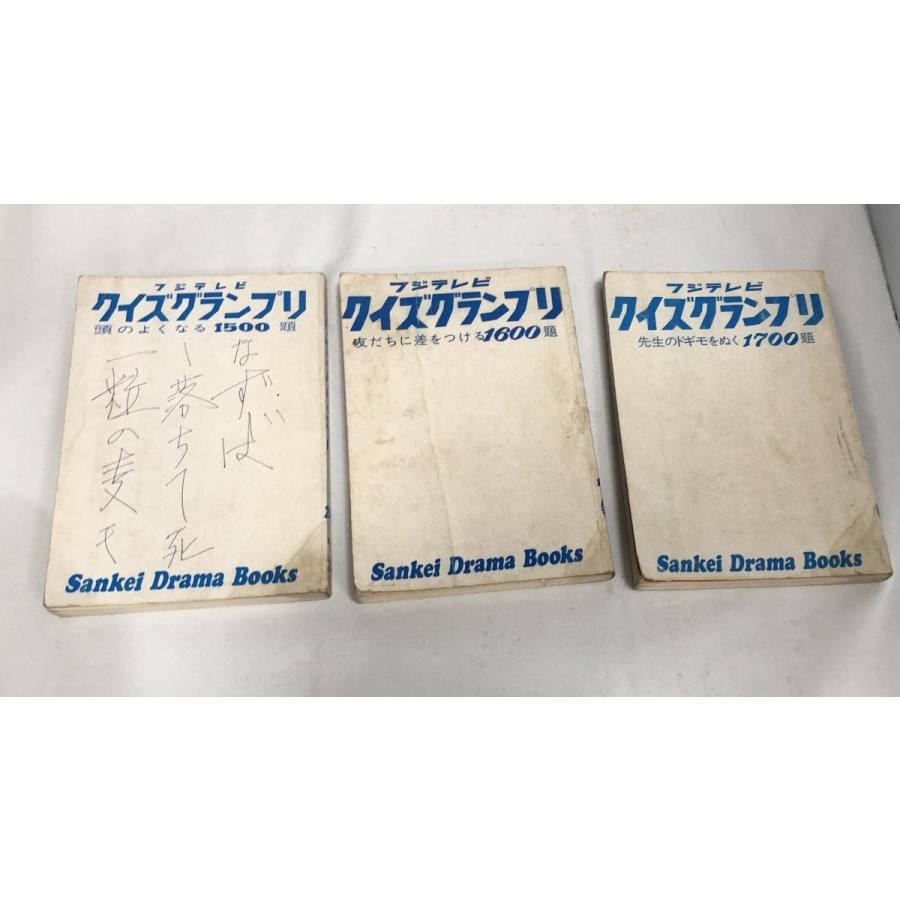 フジテレビ
クイズグランプリ
頭のよくなる1500題
一粒の麦モ
落ちて死
なずば
Sankei Drama Books
フジテレビ
クイズグランプリ
友だちに差をつける1600題
Sankei Drama Books
フジテレビ
クイズグランプリ
先生のドギモをぬく1700題
Sankei Drama Books